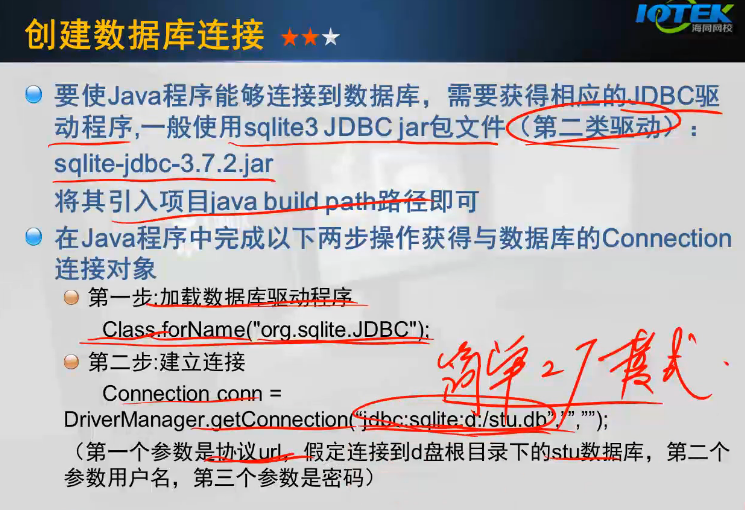 创建数据库连接
IOTEK
海同网校
要使Java程序能够连接到数据库，需要获得相应的JDBC驱
动程序,一般使用sqlite3 JDBC jar包文件（第二类驱动）：
sqlite-jdbc-3.7.2.jar
将其引入项目java build path路径即可
在Java程序中完成以下两步操作获得与数据库的Connection
连接对象
第一步:加载数据库驱动程序
Class.forName("org.sqlite.JDBC");
第二步:建立连接
简单工厂模式.
Connection conn =
DriverManager.getConnection(“jdbc:sqlite:d:/stu.db”,””,””);
（第一个参数是协议url，假定连接到d盘根目录下的stu数据库，第二个
参数用户名，第三个参数是密码）